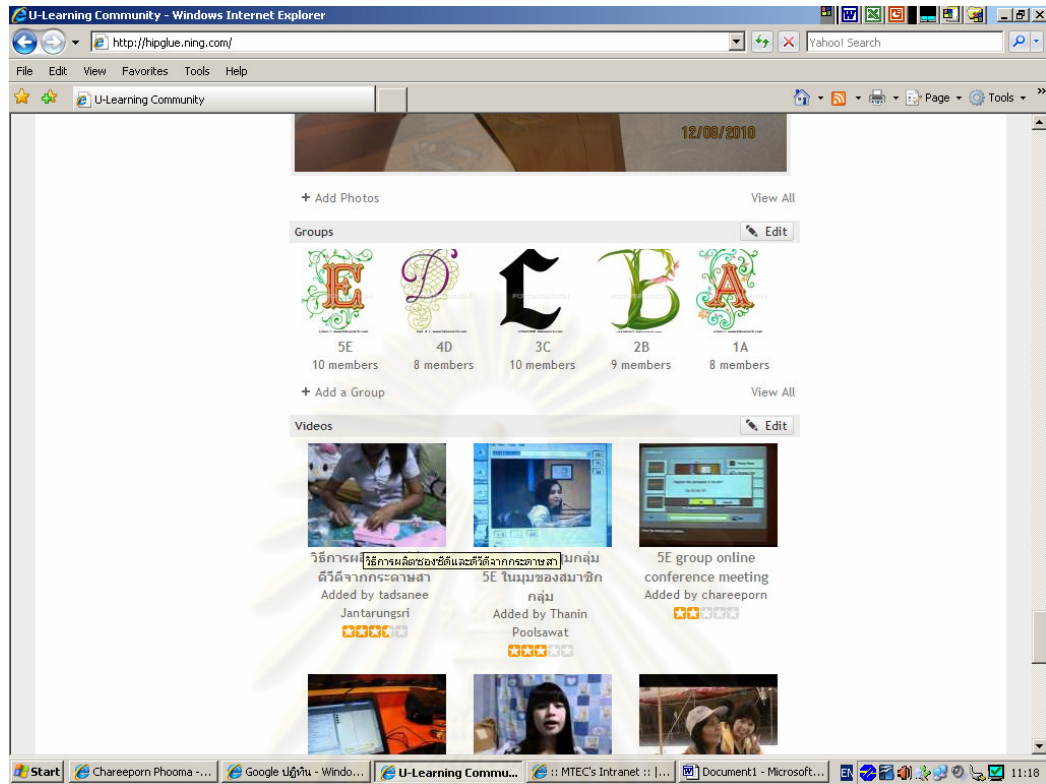 U-Learning Community - Windows Internet Explorer
http://hipglue.ning.com/
Yahoo! Search
File Edit View Favorites Tools Help
U-Learning Community
Page Tools
12/08/2010
+ Add Photos View All
Groups Edit
5E 4D 3C 2B 1A
10 members 8 members 10 members 9 members 8 members
+ Add a Group View All
Videos Edit
วิธีการผลิตซองซีดีและดีวีดีจากกระดาษสา
ดีวีดีจากกระดาษสา
Added by tadsanee
Jantarungsri
5E ในมุมของสมาชิก
กลุ่ม
Added by Thanin
Poolsawat
5E group online
conference meeting
Added by chareeporn
Start Chareeporn Phooma -... Google ปฏิทิน - Windo... U-Learning Commu... :: MTEC's Intranet :: |... Document1 - Microsoft... EN 11:18